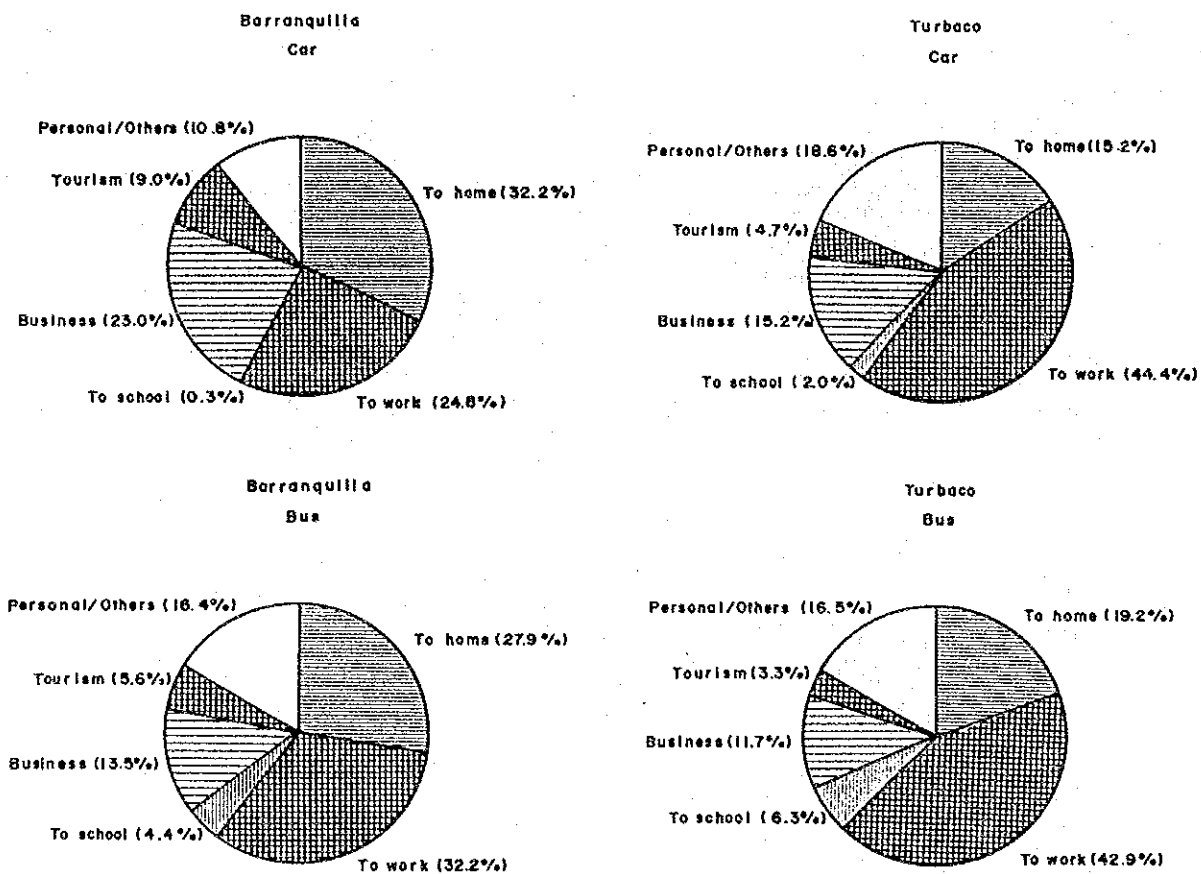 Barranquilla
Car
Personal/Others (10.8%)
Tourism (9.0%)
To home (32.2%)
Business (23.0%)
To school (0.3%)
To work (24.8%)
Turbaco
Car
Personal/Others (18.6%)
To home (15.2%)
Tourism (4.7%)
Business (15.2%)
To school (2.0%)
To work (44.4%)
Barranquilla
Bus
Personal/Others (16.4%)
To home (27.9%)
Tourism (5.6%)
Business (13.5%)
To school (4.4%)
To work (32.2%)
Turbaco
Bus
Personal/Others (16.5%)
To home (19.2%)
Tourism (3.3%)
Business (11.7%)
To school (6.3%)
To work (42.9%)